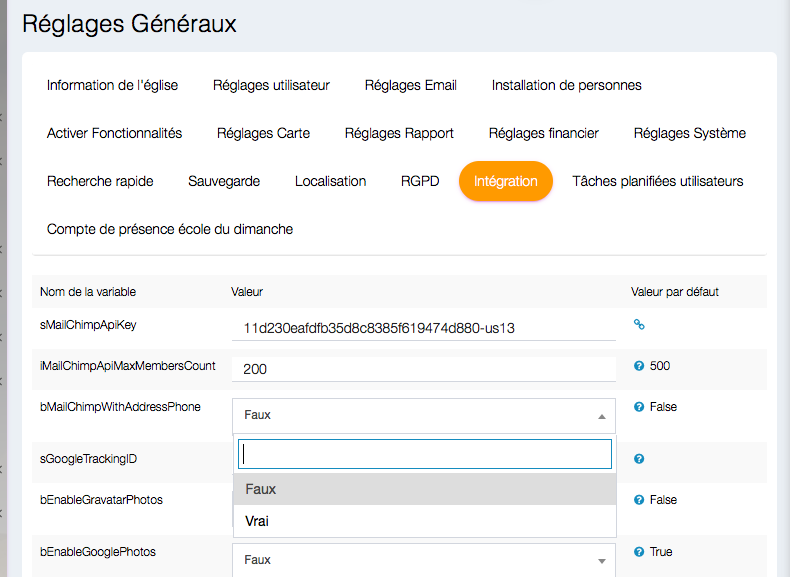 Réglages Généraux
Information de l'église Réglages utilisateur Réglages Email Installation de personnes
Activer Fonctionnalités Réglages Carte Réglages Rapport Réglages financier Réglages Système
Recherche rapide Sauvegarde Localisation RGPD Intégration Tâches planifiées utilisateurs
Compte de présence école du dimanche
Nom de la variable Valeur Valeur par défaut
sMailChimpApiKey 11d230eafdfb35d8c8385f619474d880-us13
iMailChimpApiMaxMembersCount 200 500
bMailChimpWithAddressPhone Faux False
sGoogleTrackingID
Faux
bEnableGravatarPhotos False
Vrai
bEnableGooglePhotos Faux True